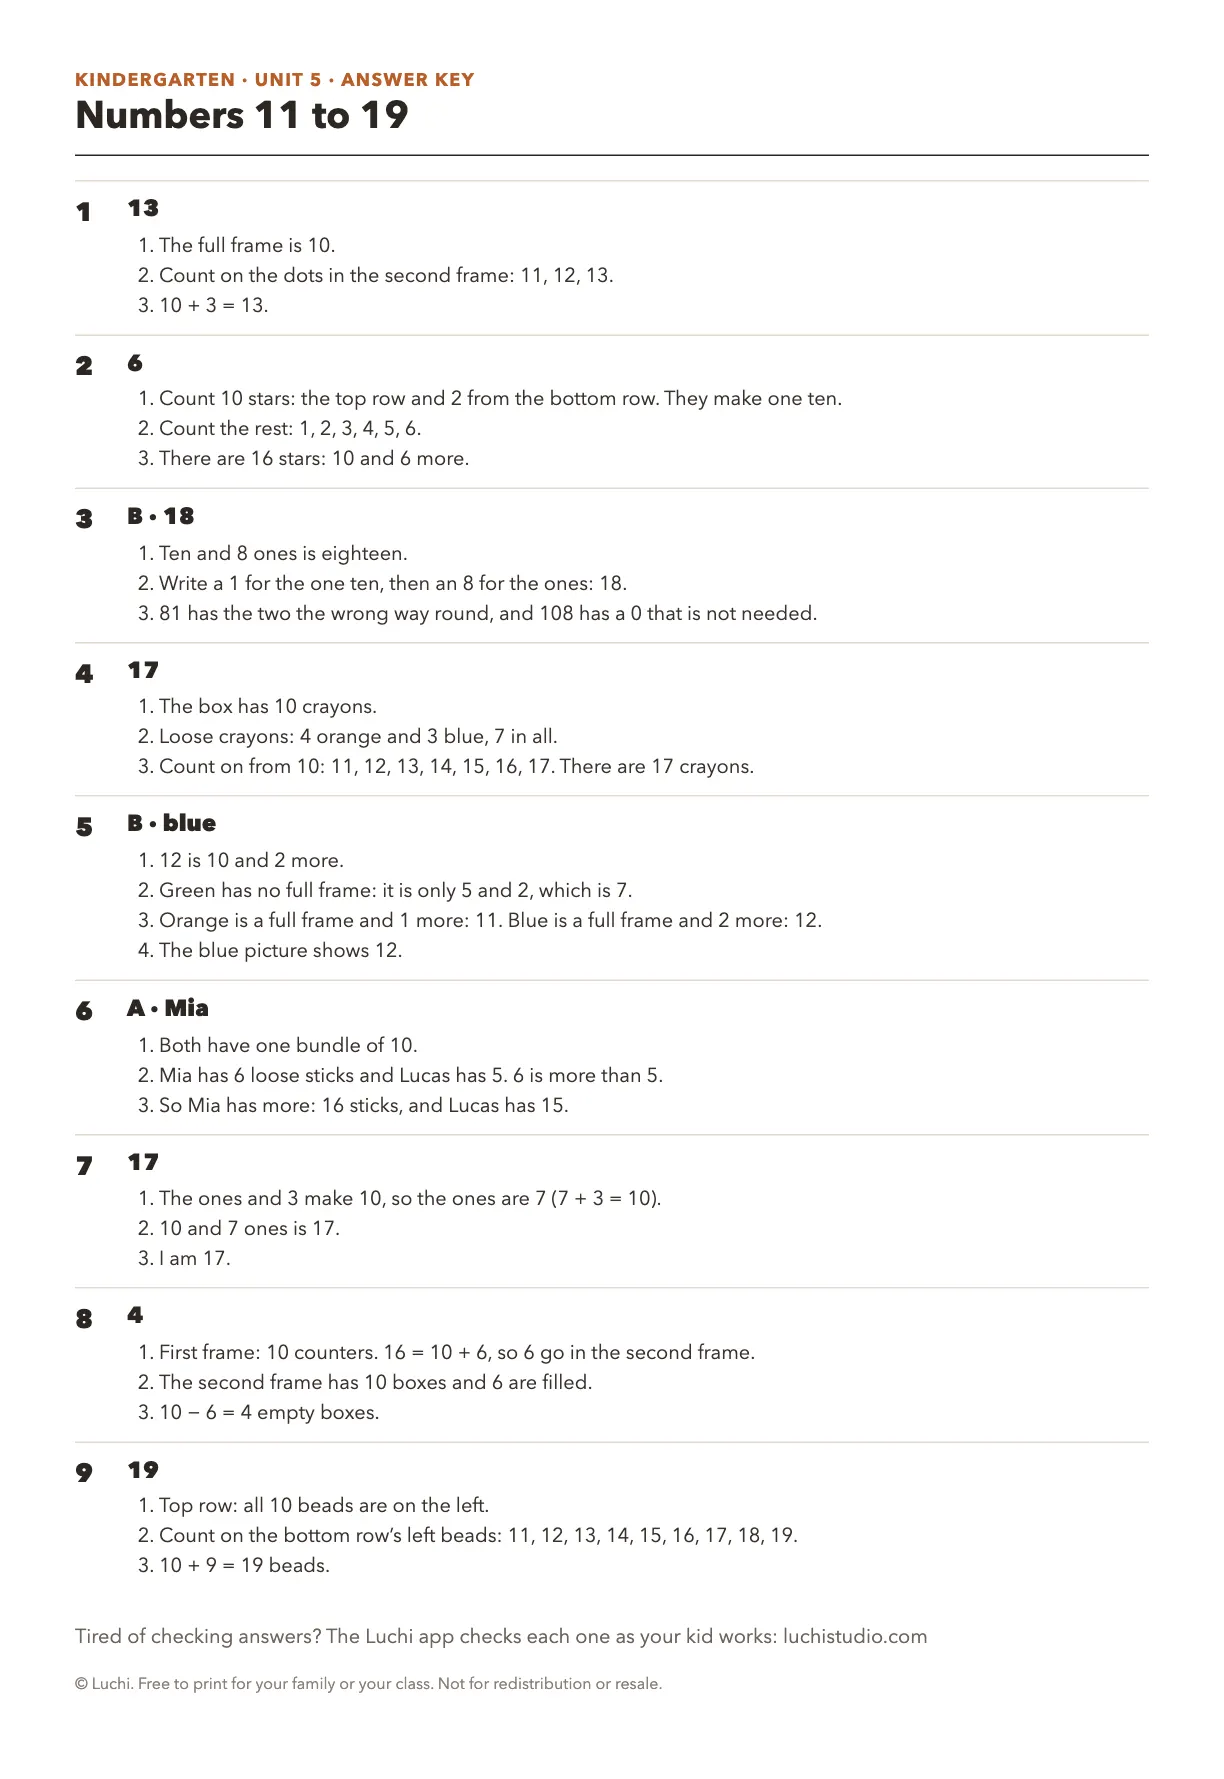 KINDERGARTEN · UNIT 5 · ANSWER KEY
Numbers 11 to 19
1 13
1. The full frame is 10.
2. Count on the dots in the second frame: 11, 12, 13.
3. 10 + 3 = 13.
2 6
1. Count 10 stars: the top row and 2 from the bottom row. They make one ten.
2. Count the rest: 1, 2, 3, 4, 5, 6.
3. There are 16 stars: 10 and 6 more.
3 B · 18
1. Ten and 8 ones is eighteen.
2. Write a 1 for the one ten, then an 8 for the ones: 18.
3. 81 has the two the wrong way round, and 108 has a 0 that is not needed.
4 17
1. The box has 10 crayons.
2. Loose crayons: 4 orange and 3 blue, 7 in all.
3. Count on from 10: 11, 12, 13, 14, 15, 16, 17. There are 17 crayons.
5 B · blue
1. 12 is 10 and 2 more.
2. Green has no full frame: it is only 5 and 2, which is 7.
3. Orange is a full frame and 1 more: 11. Blue is a full frame and 2 more: 12.
4. The blue picture shows 12.
6 A · Mia
1. Both have one bundle of 10.
2. Mia has 6 loose sticks and Lucas has 5. 6 is more than 5.
3. So Mia has more: 16 sticks, and Lucas has 15.
7 17
1. The ones and 3 make 10, so the ones are 7 (7 + 3 = 10).
2. 10 and 7 ones is 17.
3. I am 17.
8 4
1. First frame: 10 counters. 16 = 10 + 6, so 6 go in the second frame.
2. The second frame has 10 boxes and 6 are filled.
3. 10 − 6 = 4 empty boxes.
9 19
1. Top row: all 10 beads are on the left.
2. Count on the bottom row’s left beads: 11, 12, 13, 14, 15, 16, 17, 18, 19.
3. 10 + 9 = 19 beads.
Tired of checking answers? The Luchi app checks each one as your kid works: luchistudio.com
© Luchi. Free to print for your family or your class. Not for redistribution or resale.